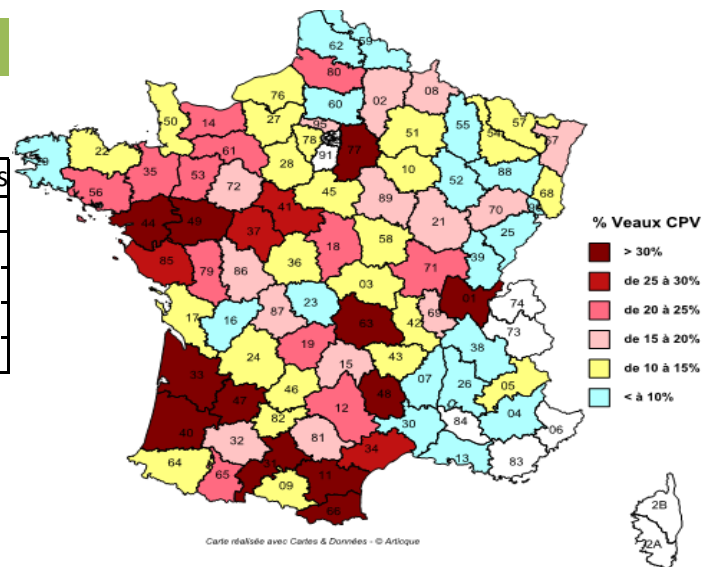 62 59
80
76 60 02 08
50 14 27 95 51 55 54 57 67
78 77
22 61 91
35 53 28 10 52 88 68
56 72 45 89 70
44 49 41 21 25
37 18 58 39
85 79 86 36 71
03 01 74
17 16 23 87 63 42 69 73
24 19 38
33 15 43 07 26 05
47 46 48
12 30 84 04 06
40 82
32 81 34 13 83
64 65 31 11
09
66
2B
2A
% Veaux CPV
> 30%
de 25 à 30%
de 20 à 25%
de 15 à 20%
de 10 à 15%
< à 10%
Carte réalisée avec Cartes & Données - © Articque